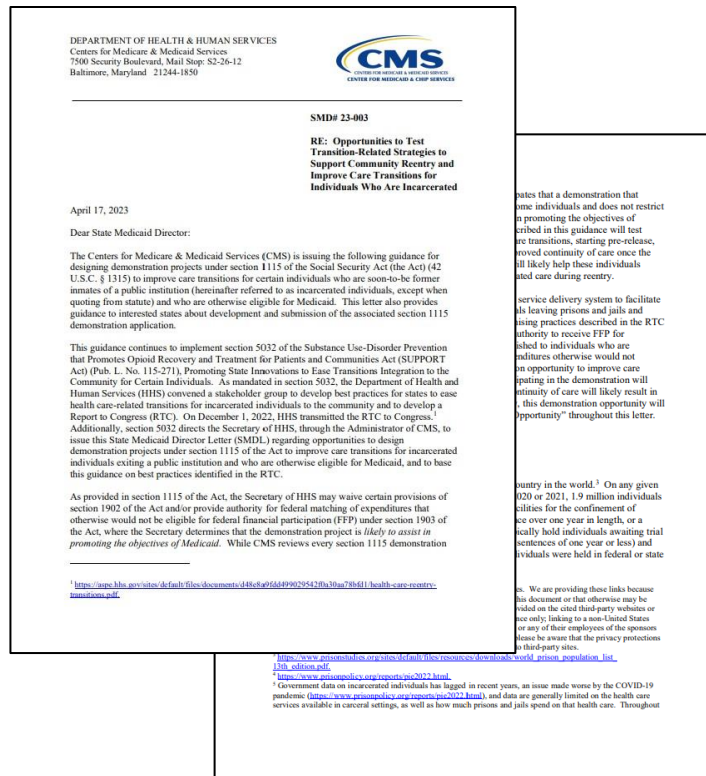 DEPARTMENT OF HEALTH & HUMAN SERVICES
Centers for Medicare & Medicaid Services
7500 Security Boulevard, Mail Stop: S2-26-12
Baltimore, Maryland 21244-1850
CMS
CENTERS FOR MEDICARE & MEDICAID SERVICES
CENTER FOR MEDICAID & CHIP SERVICES
SMD# 23-003
RE: Opportunities to Test
Transition-Related Strategies to
Support Community Reentry and
Improve Care Transitions for
Individuals Who Are Incarcerated
April 17, 2023
Dear State Medicaid Director:
The Centers for Medicare & Medicaid Services (CMS) is issuing the following guidance for
designing demonstration projects under section 1115 of the Social Security Act (the Act) (42
U.S.C. § 1315) to improve care transitions for certain individuals who are soon-to-be former
inmates of a public institution (hereinafter referred to as incarcerated individuals, except when
quoting from statute) and who are otherwise eligible for Medicaid. This letter also provides
guidance to interested states about development and submission of the associated section 1115
demonstration application.
This guidance continues to implement section 5032 of the Substance Use-Disorder Prevention
that Promotes Opioid Recovery and Treatment for Patients and Communities Act (SUPPORT
Act) (Pub. L. No. 115-271), Promoting State Innovations to Ease Transitions Integration to the
Community for Certain Individuals. As mandated in section 5032, the Department of Health and
Human Services (HHS) convened a stakeholder group to develop best practices for states to ease
health care-related transitions for incarcerated individuals to the community and to develop a
Report to Congress (RTC). On December 1, 2022, HHS transmitted the RTC to Congress.1
Additionally, section 5032 directs the Secretary of HHS, through the Administrator of CMS, to
issue this State Medicaid Director Letter (SMDL) regarding opportunities to design
demonstration projects under section 1115 of the Act to improve care transitions for incarcerated
individuals exiting a public institution and who are otherwise eligible for Medicaid, and to base
this guidance on best practices identified in the RTC.
As provided in section 1115 of the Act, the Secretary of HHS may waive certain provisions of
section 1902 of the Act and/or provide authority for federal matching of expenditures that
otherwise would not be eligible for federal financial participation (FFP) under section 1903 of
the Act, where the Secretary determines that the demonstration project is likely to assist in
promoting the objectives of Medicaid. While CMS reviews every section 1115 demonstration
1 https://aspe.hhs.gov/sites/default/files/documents/d48e8a9fdd499029542f0a30aa78bfd1/health-care-reentry-
transitions.pdf.
pates that a demonstration that
ome individuals and does not restrict
n promoting the objectives of
cribed in this guidance will test
re transitions, starting pre-release,
roved continuity of care once the
ill likely help these individuals
ated care during reentry.
service delivery system to facilitate
ls leaving prisons and jails and
ising practices described in the RTC
uthority to receive FFP for
ished to individuals who are
enditures otherwise would not
on opportunity to improve care
ipating in the demonstration will
ntinuity of care will likely result in
, this demonstration opportunity will
Opportunity” throughout this letter.
ountry in the world.3 On any given
020 or 2021, 1.9 million individuals
cilities for the confinement of
ce over one year in length, or a
ically hold individuals awaiting trial
sentences of one year or less) and
ividuals were held in federal or state
es. We are providing these links because
his document or that otherwise may be
vided on the cited third-party websites or
nce only; linking to a non-United States
or any of their employees of the sponsors
lease be aware that the privacy protections
o third-party sites.
https://www.prisonstudies.org/sites/default/files/resources/downloads/world_prison_population_list_
13th_edition.pdf.
4 https://www.prisonpolicy.org/reports/pie2022.html.
5 Government data on incarcerated individuals has lagged in recent years, an issue made worse by the COVID-19
pandemic (https://www.prisonpolicy.org/reports/pie2022.html), and data are generally limited on the health care
services available in carceral settings, as well as how much prisons and jails spend on that health care. Throughout